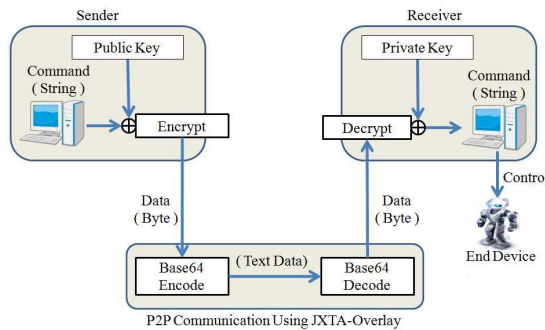 Sender
Receiver
Public Key
Private Key
Command
( String )
Command
( String )
Encrypt
Decrypt
Contro
Data
( Byte )
Data
( Byte )
End Device
( Text Data)
Base64
Encode
Base64
Decode
P2P Communication Using JXTA-Overlay